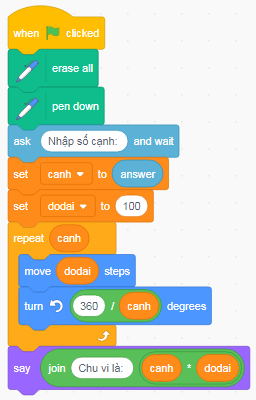 when clicked
erase all
pen down
ask Nhập số cạnh: and wait
set canh to answer
set dodai to 100
repeat canh
move dodai steps
turn 360 / canh degrees
say join Chu vi là: canh * dodai